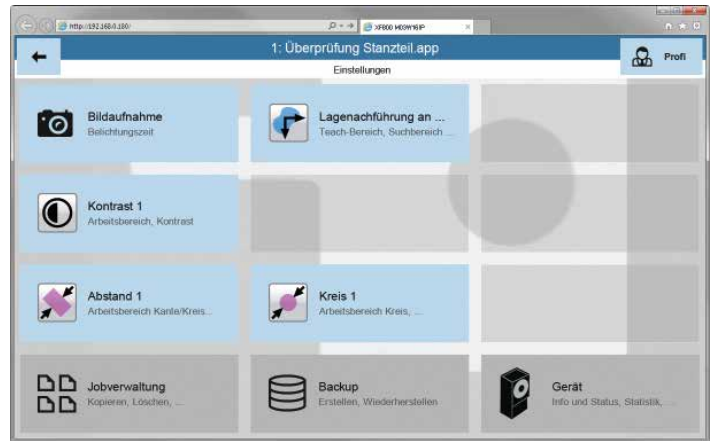 http://192.168.0.180/
XF800 M03W16IP
1: Überprüfung Stanzteil.app
Profi
Einstellungen
Bildaufnahme
Belichtungszeit
Lagenachführung an ...
Teach-Bereich, Suchbereich ...
Kontrast 1
Arbeitsbereich, Kontrast
Abstand 1
Arbeitsbereich Kante/Kreis...
Kreis 1
Arbeitsbereich Kreis, ...
Jobverwaltung
Kopieren, Löschen, ...
Backup
Erstellen, Wiederherstellen
Gerät
Info und Status, Statistik, ...